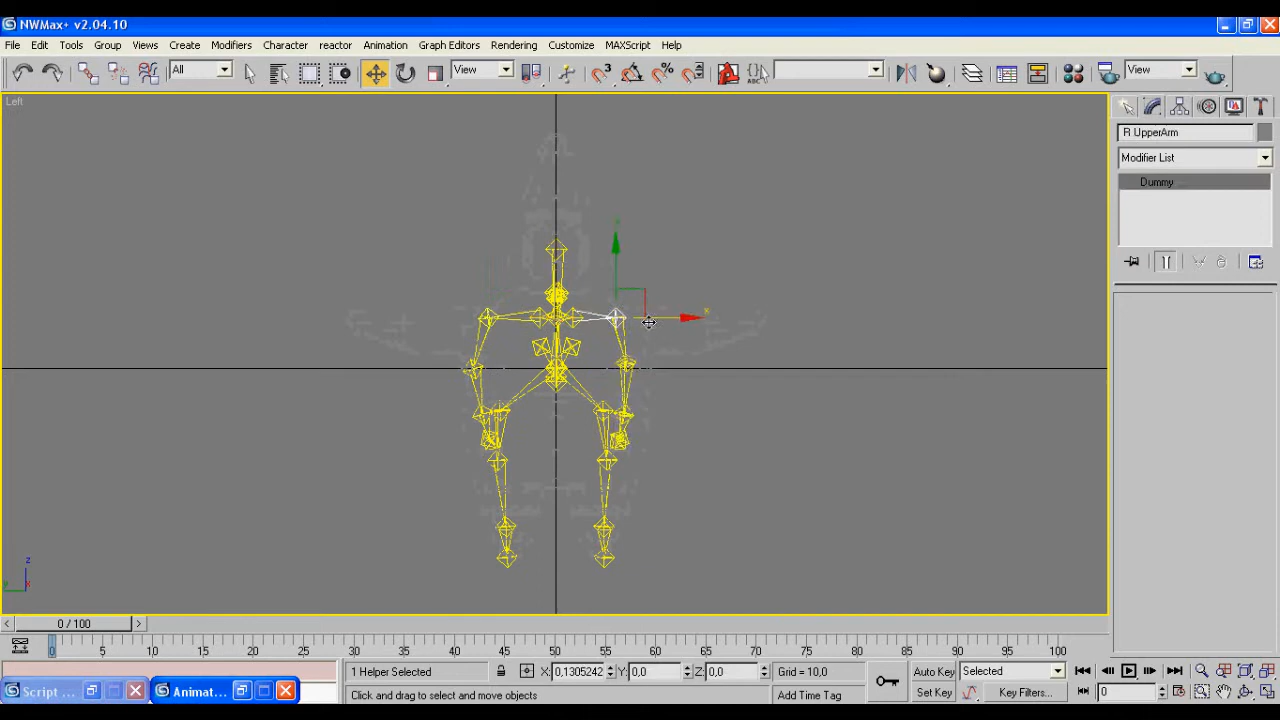 NWMax+ v2.04.10
File Edit Tools Group Views Create Modifiers Character reactor Animation Graph Editors Rendering Customize MAXScript Help
All View View
Left
R UpperArm
Modifier List
Dummy
0 / 100
0 5 10 15 20 25 30 35 40 45 50 55 60 65 70 75 80 85 90 95 100
1 Helper Selected X: 0,1305242 Y: 0,0 Z: 0,0 Grid = 10,0 Auto Key Selected
Script ... Animat... Click and drag to select and move objects Add Time Tag Set Key Key Filters... 0